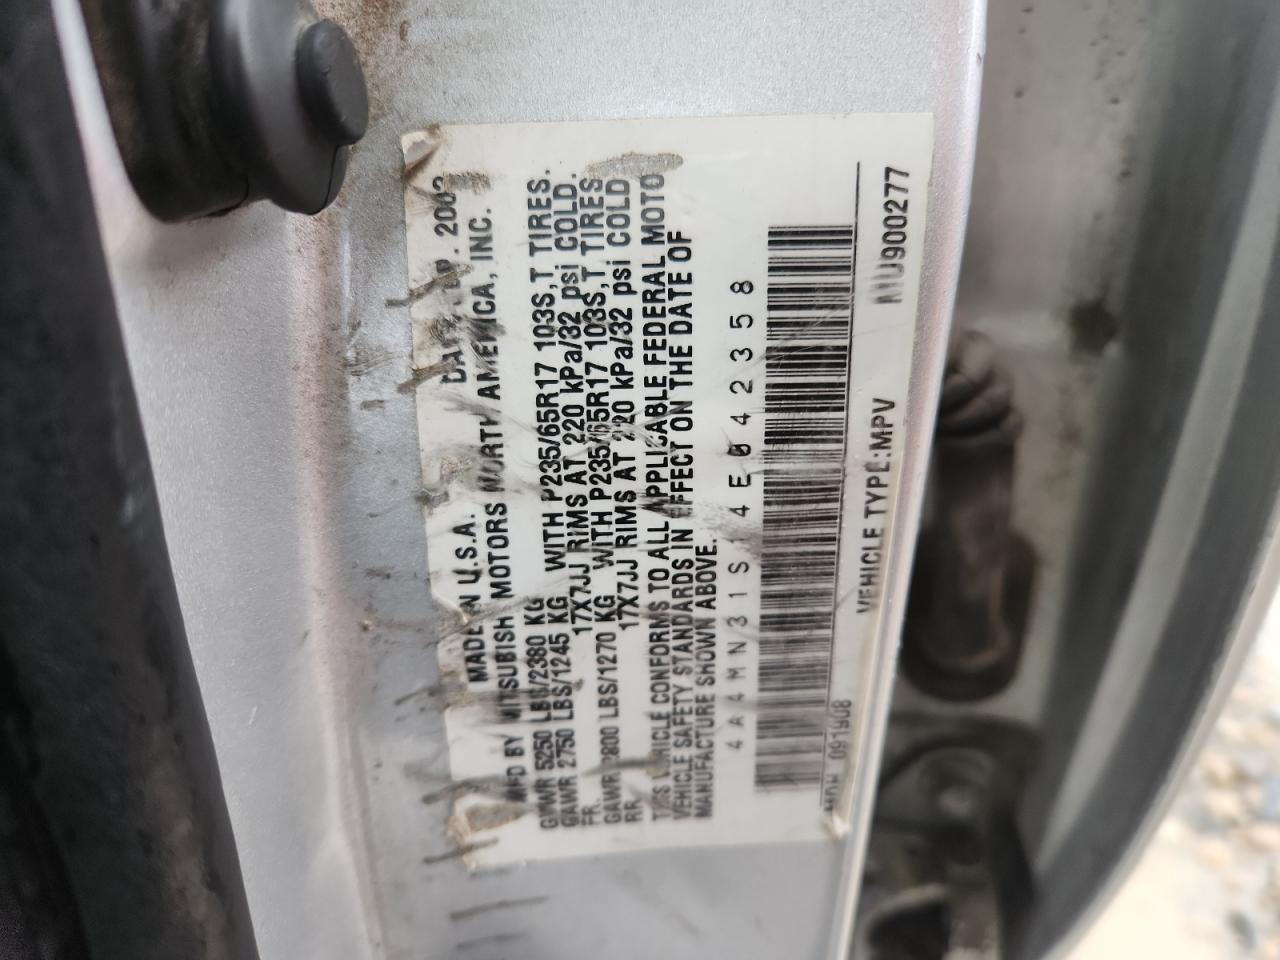 MADE IN U.S.A.
MFD BY MITSUBISHI MOTORS NORTH AMERICA, INC.
GVWR 5250 LBS/2380 KG WITH P235/65R17 103S,T TIRES.
GAWR 2750 LBS/1245 KG 17X7JJ RIMS AT 220 kPa/32 psi COLD.
FR.
GAWR 2800 LBS/1270 KG WITH P235/65R17 103S,T TIRES
RR. 17X7JJ RIMS AT 220 kPa/32 psi COLD
THIS VEHICLE CONFORMS TO ALL APPLICABLE FEDERAL MOTO
VEHICLE SAFETY STANDARDS IN EFFECT ON THE DATE OF
MANUFACTURE SHOWN ABOVE.
4A4MN31S14E042358
091908 VEHICLE TYPE:MPV MU900277